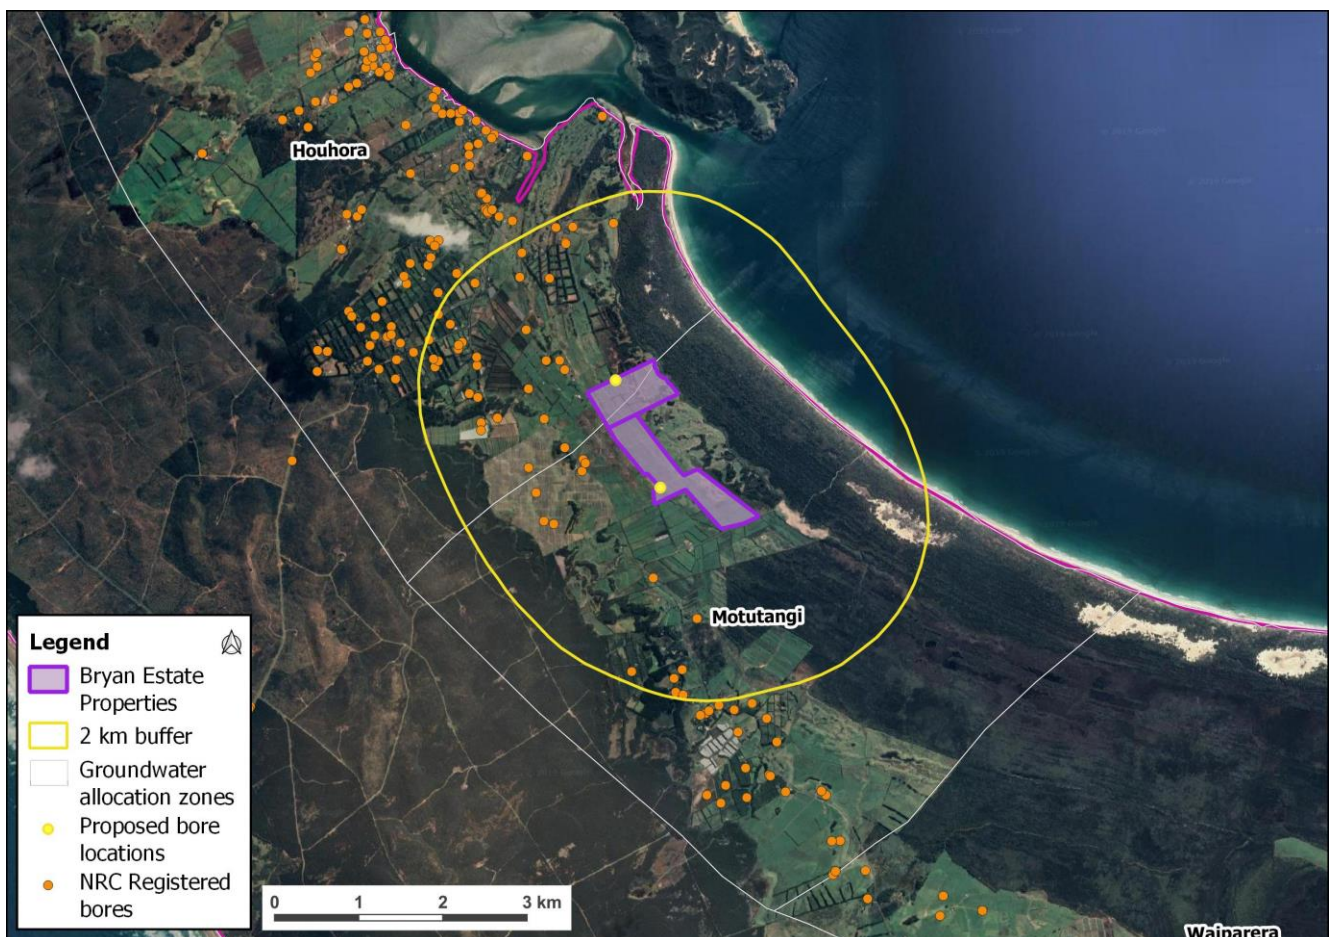 Houhora
Motutangi
Waiparera
Legend
Bryan Estate
Properties
2 km buffer
Groundwater
allocation zones
Proposed bore
locations
NRC Registered
bores
0 1 2 3 km